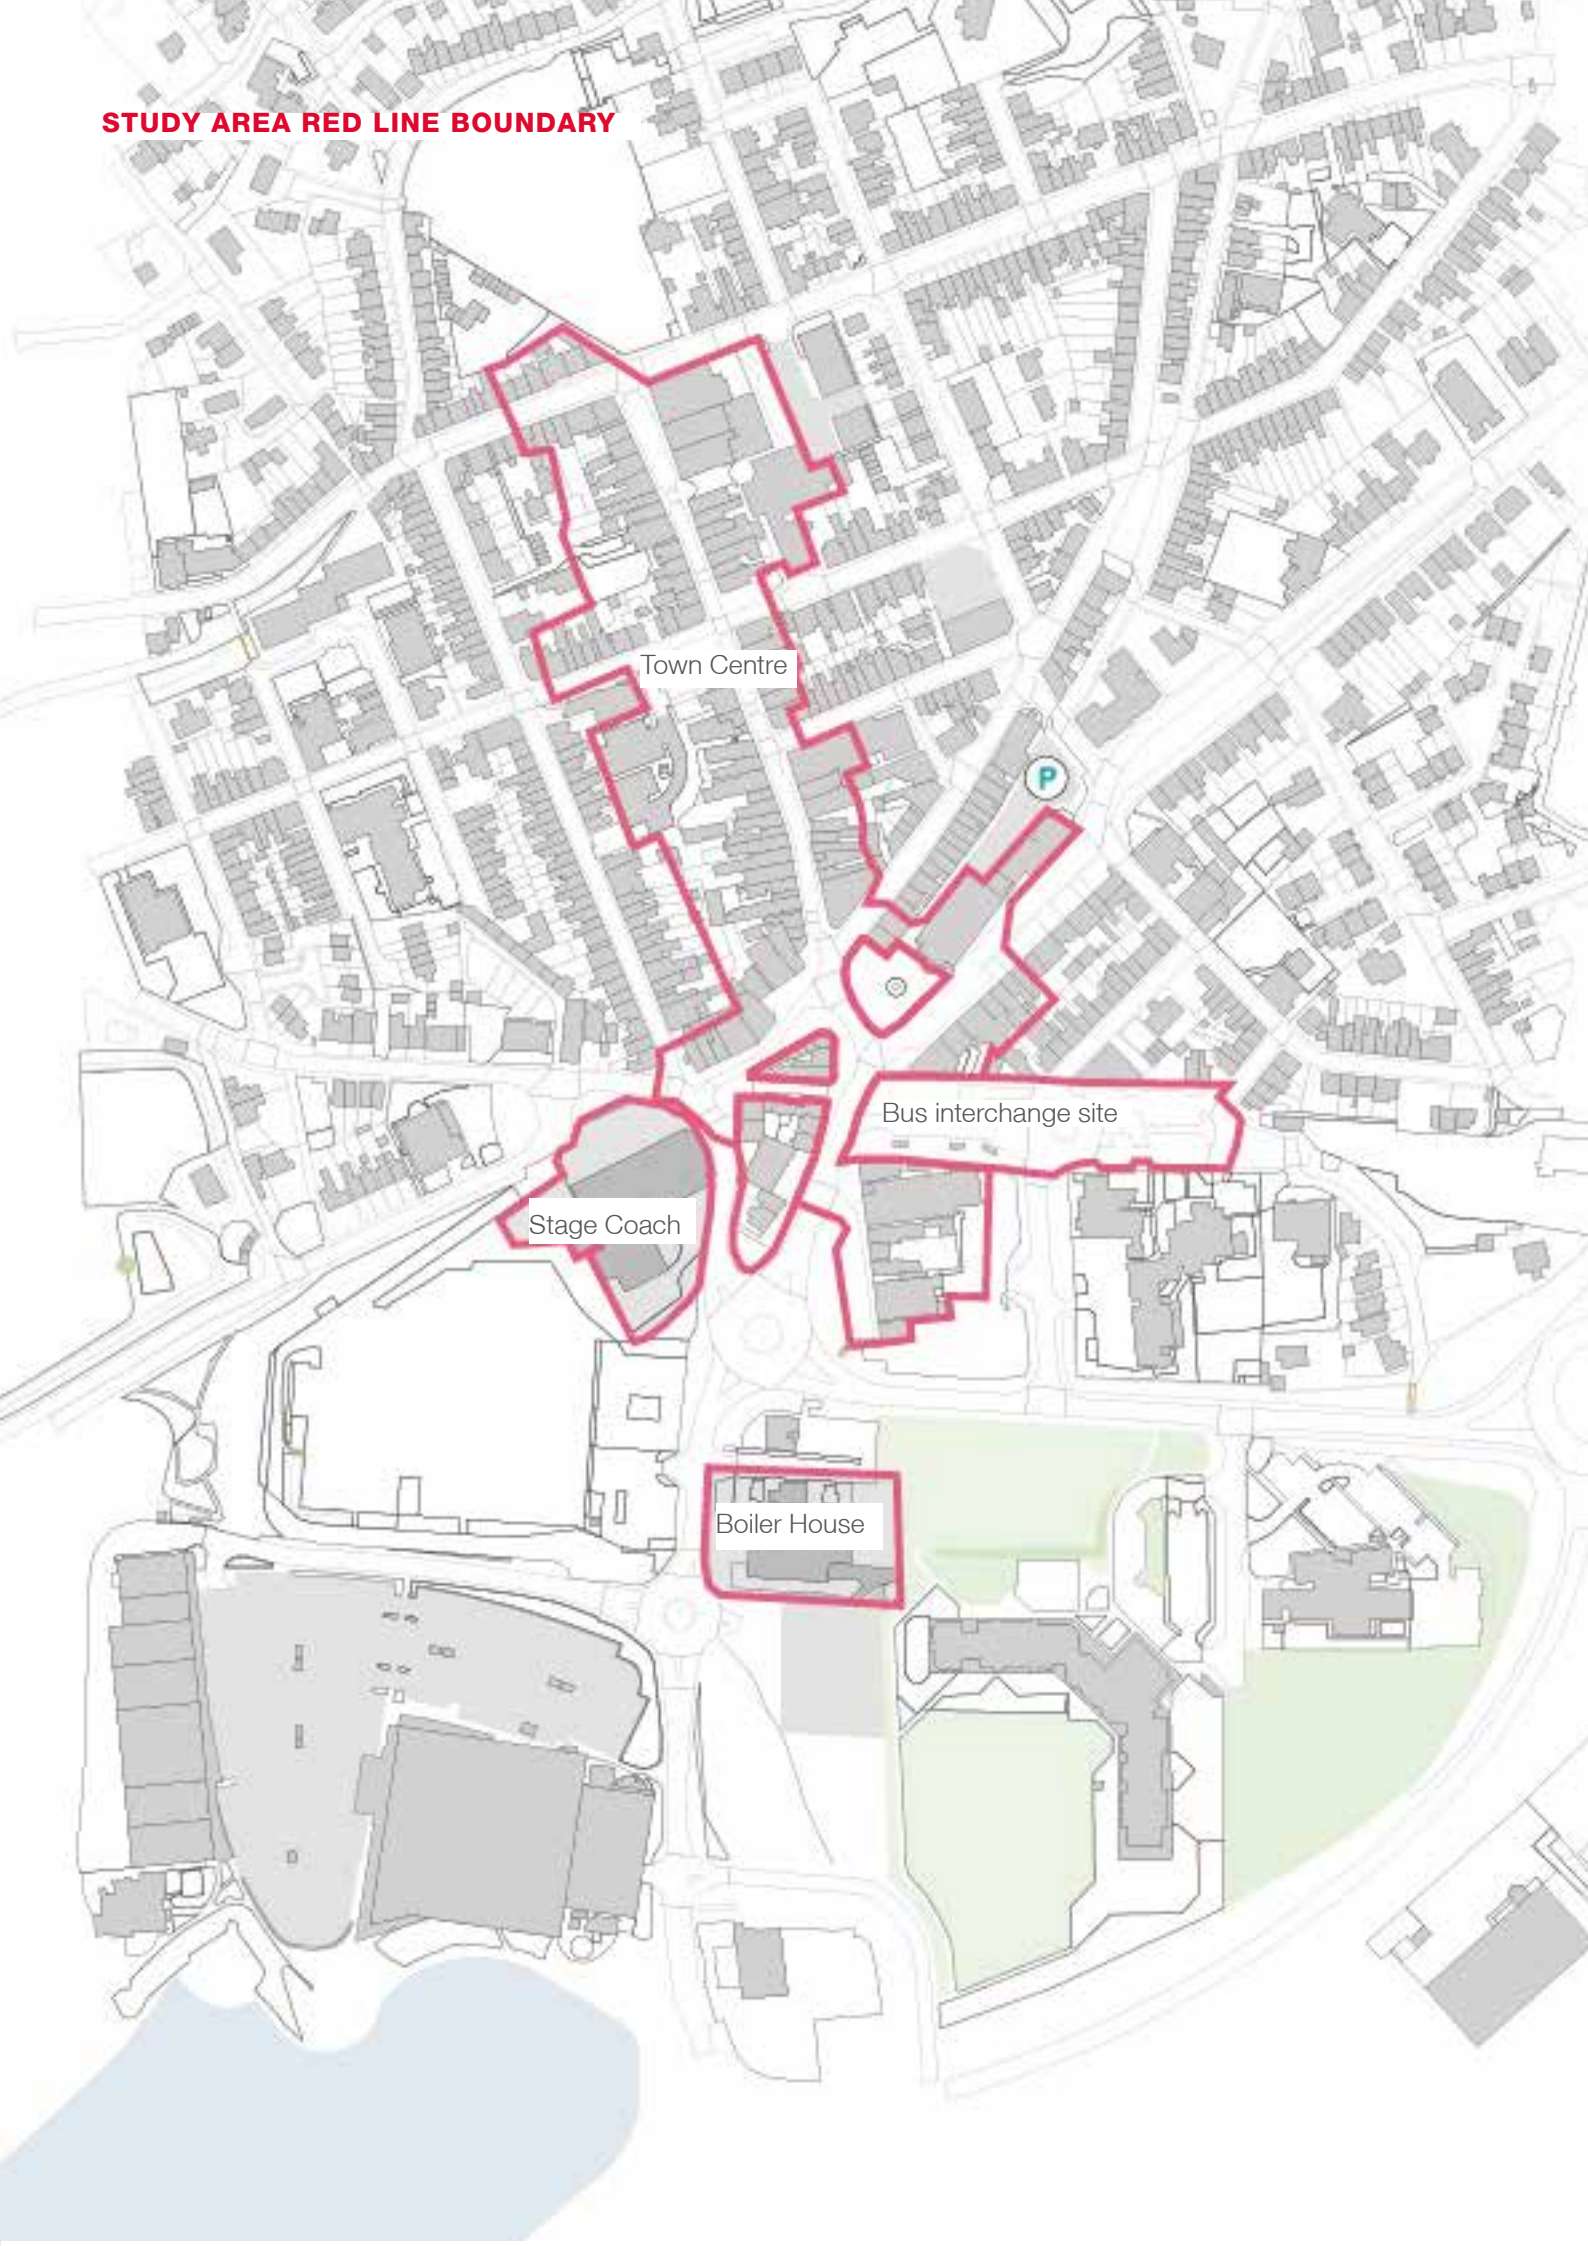 STUDY AREA RED LINE BOUNDARY
Town Centre
P
Bus interchange site
Stage Coach
Boiler House